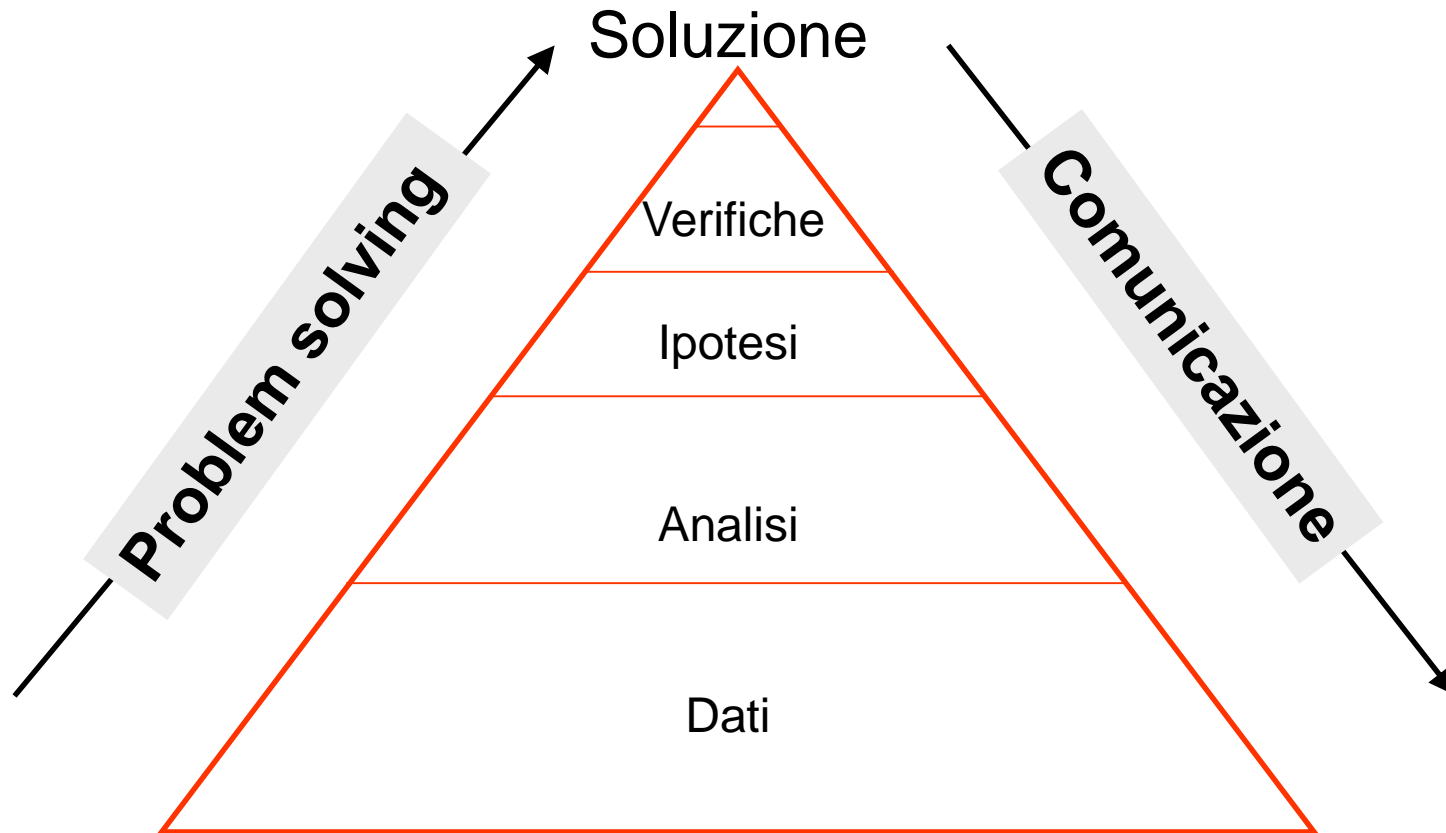 Soluzione
Problem solving
Comunicazione
Verifiche
Ipotesi
Analisi
Dati